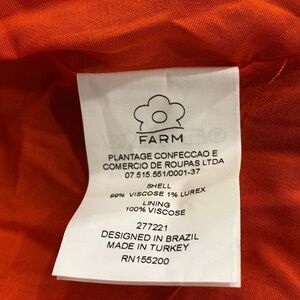 FARM
PLANTAGE CONFECCAO E
COMERCIO DE ROUPAS LTDA
07.515.551/0001-37
SHELL
99% VISCOSE 1% LUREX
LINING
100% VISCOSE
277221
DESIGNED IN BRAZIL
MADE IN TURKEY
RN155200